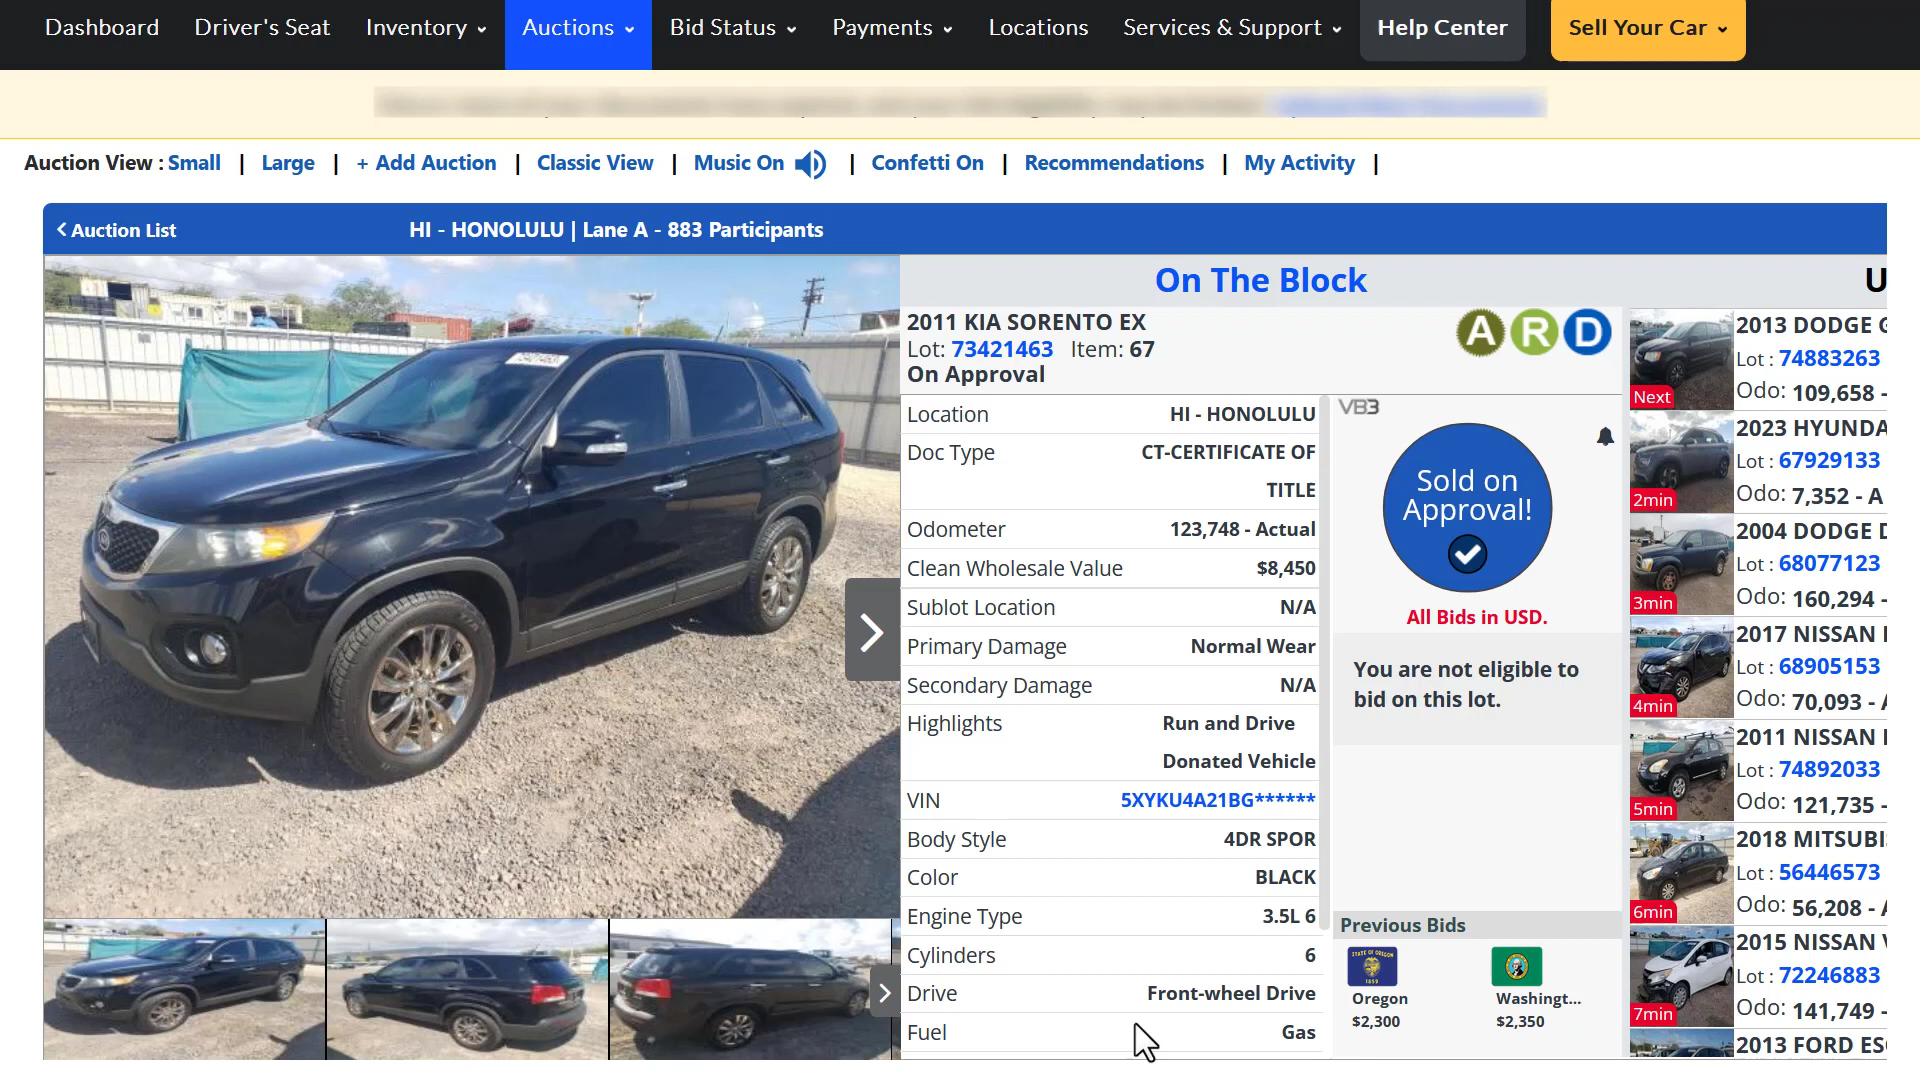 Dashboard
Driver's Seat
Inventory
Auctions
Bid Status
Payments
Locations
Services & Support
Help Center
Sell Your Car
Auction View : Small | Large | + Add Auction | Classic View | Music On | Confetti On | Recommendations | My Activity |
Auction List
HI - HONOLULU | Lane A - 883 Participants
73421463
On The Block
2011 KIA SORENTO EX
Lot: 73421463 Item: 67
On Approval
A R D
Location HI - HONOLULU
Doc Type CT-CERTIFICATE OF
TITLE
Odometer 123,748 - Actual
Clean Wholesale Value $8,450
Sublot Location N/A
Primary Damage Normal Wear
Secondary Damage N/A
Highlights Run and Drive
Donated Vehicle
VIN 5XYKU4A21BG******
Body Style 4DR SPOR
Color BLACK
Engine Type 3.5L 6
Cylinders 6
Drive Front-wheel Drive
Fuel Gas
VB3
Sold on
Approval!
All Bids in USD.
You are not eligible to
bid on this lot.
Previous Bids
STATE OF OREGON
1859
Oregon
$2,300
Washingt...
$2,350
U
2013 DODGE G
Lot : 74883263
Odo: 109,658 -
Next
2023 HYUNDA
Lot : 67929133
Odo: 7,352 - A
2min
2004 DODGE D
Lot : 68077123
Odo: 160,294 -
3min
2017 NISSAN
Lot : 68905153
Odo: 70,093 - A
4min
2011 NISSAN
Lot : 74892033
Odo: 121,735 -
5min
2018 MITSUBI
Lot : 56446573
Odo: 56,208 - A
6min
2015 NISSAN V
Lot : 72246883
Odo: 141,749 -
7min
2013 FORD ES